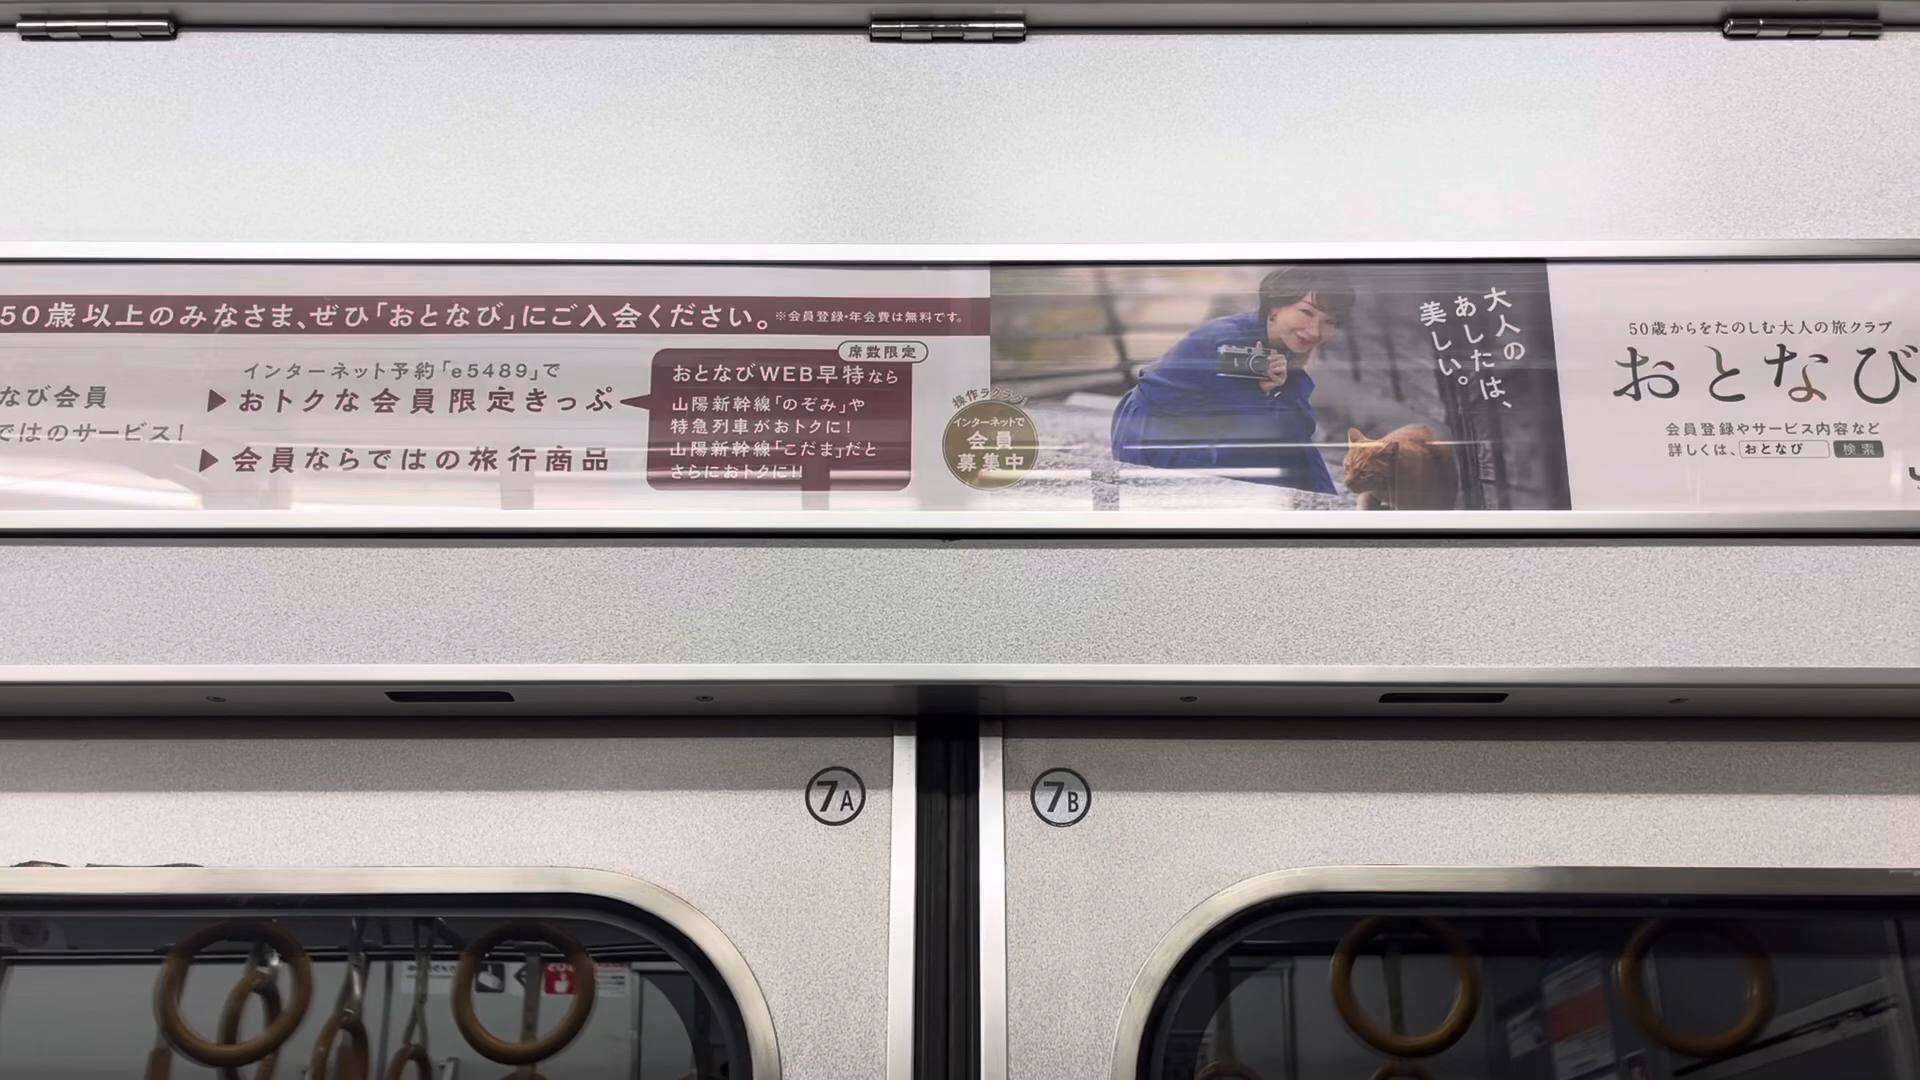 50歳以上のみなさま、ぜひ「おとなび」にご入会ください。※会員登録・年会費は無料です。
なび会員
ではのサービス!
インターネット予約「e5489」で
▶おトクな会員限定きっぷ
▶会員ならではの旅行商品
席数限定
おとなびWEB早特なら
山陽新幹線「のぞみ」や
特急列車がおトクに!
山陽新幹線「こだま」だと
さらにおトクに!!
操作ラクラク!
インターネットで
会員
募集中
大人の
あしたは、
美しい。
50歳からをたのしむ大人の旅クラブ
おとなび
会員登録やサービス内容など
詳しくは、おとなび 検索
7A
7B